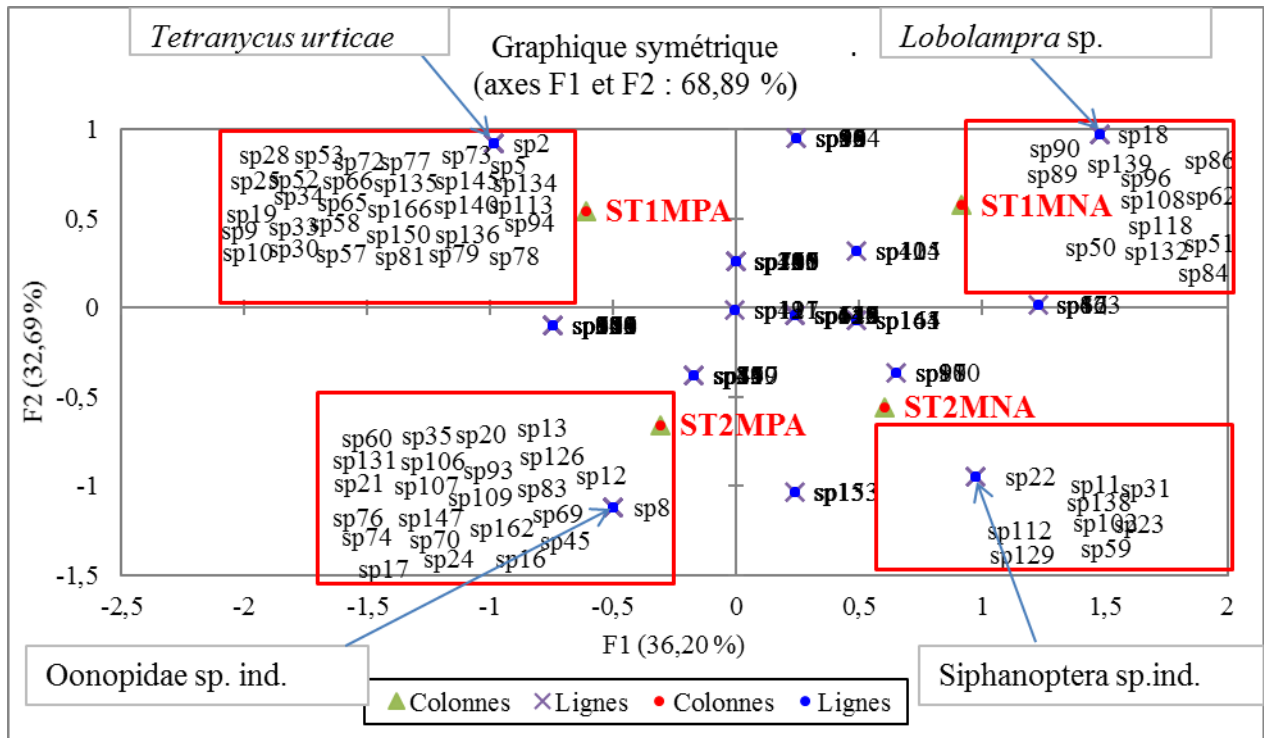 Tetranycus urticae
Lobolampra sp.
Graphique symétrique .
(axes F1 et F2 : 68,89 %)
1
0,5
0
-0,5
-1
-1,5
F2 (32,69 %)
sp2
sp28 sp53 sp72 sp77 sp73 sp5
sp25 sp52 sp66 sp135 sp145 sp134
sp34 sp65 sp166 sp140 sp113
sp19 sp33 sp58 sp94
sp9 sp150 sp136
sp10 sp30 sp57 sp81 sp79 sp78
ST1MPA
sp18
sp90 sp139 sp86
sp89 sp96
sp108 sp62
sp118
sp50 sp132 sp51
sp84
ST1MNA
ST2MPA
ST2MNA
sp60 sp35 sp20 sp13
sp131 sp106 sp93 sp126
sp21 sp107 sp109 sp83 sp12
sp76 sp147 sp162 sp69 sp8
sp74 sp70 sp45
sp17 sp24 sp16
sp22 sp11 sp31
sp138
sp102 sp23
sp112 sp59
sp129
-2,5 -2 -1,5 -1 -0,5 0 0,5 1 1,5 2
F1 (36,20 %)
Oonopidae sp. ind.
Siphanoptera sp.ind.
Colonnes Lignes Colonnes Lignes